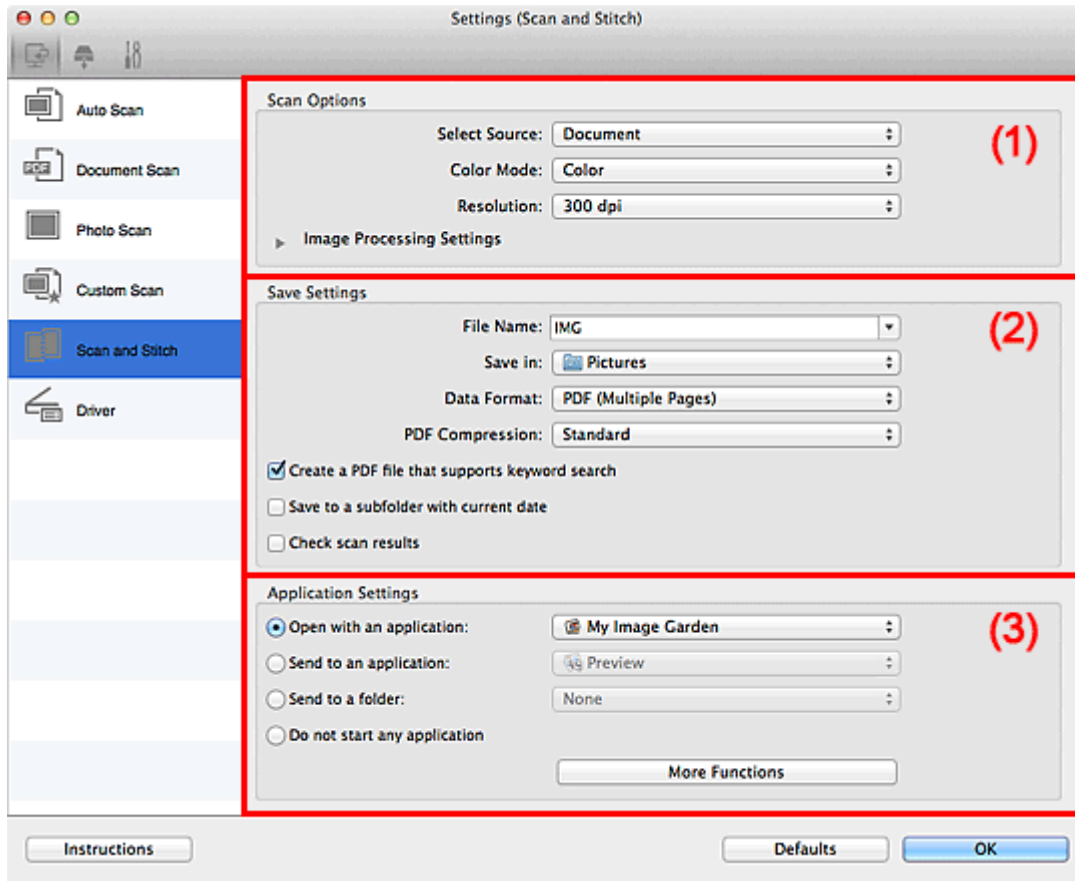 Settings (Scan and Stitch)
Auto Scan
Document Scan
Photo Scan
Custom Scan
Scan and Stitch
Driver
Scan Options
(1)
Select Source: Document
Color Mode: Color
Resolution: 300 dpi
Image Processing Settings
Save Settings
(2)
File Name: IMG
Save in: Pictures
Data Format: PDF (Multiple Pages)
PDF Compression: Standard
Create a PDF file that supports keyword search
Save to a subfolder with current date
Check scan results
Application Settings
(3)
Open with an application: My Image Garden
Send to an application: Preview
Send to a folder: None
Do not start any application
More Functions
Instructions Defaults OK